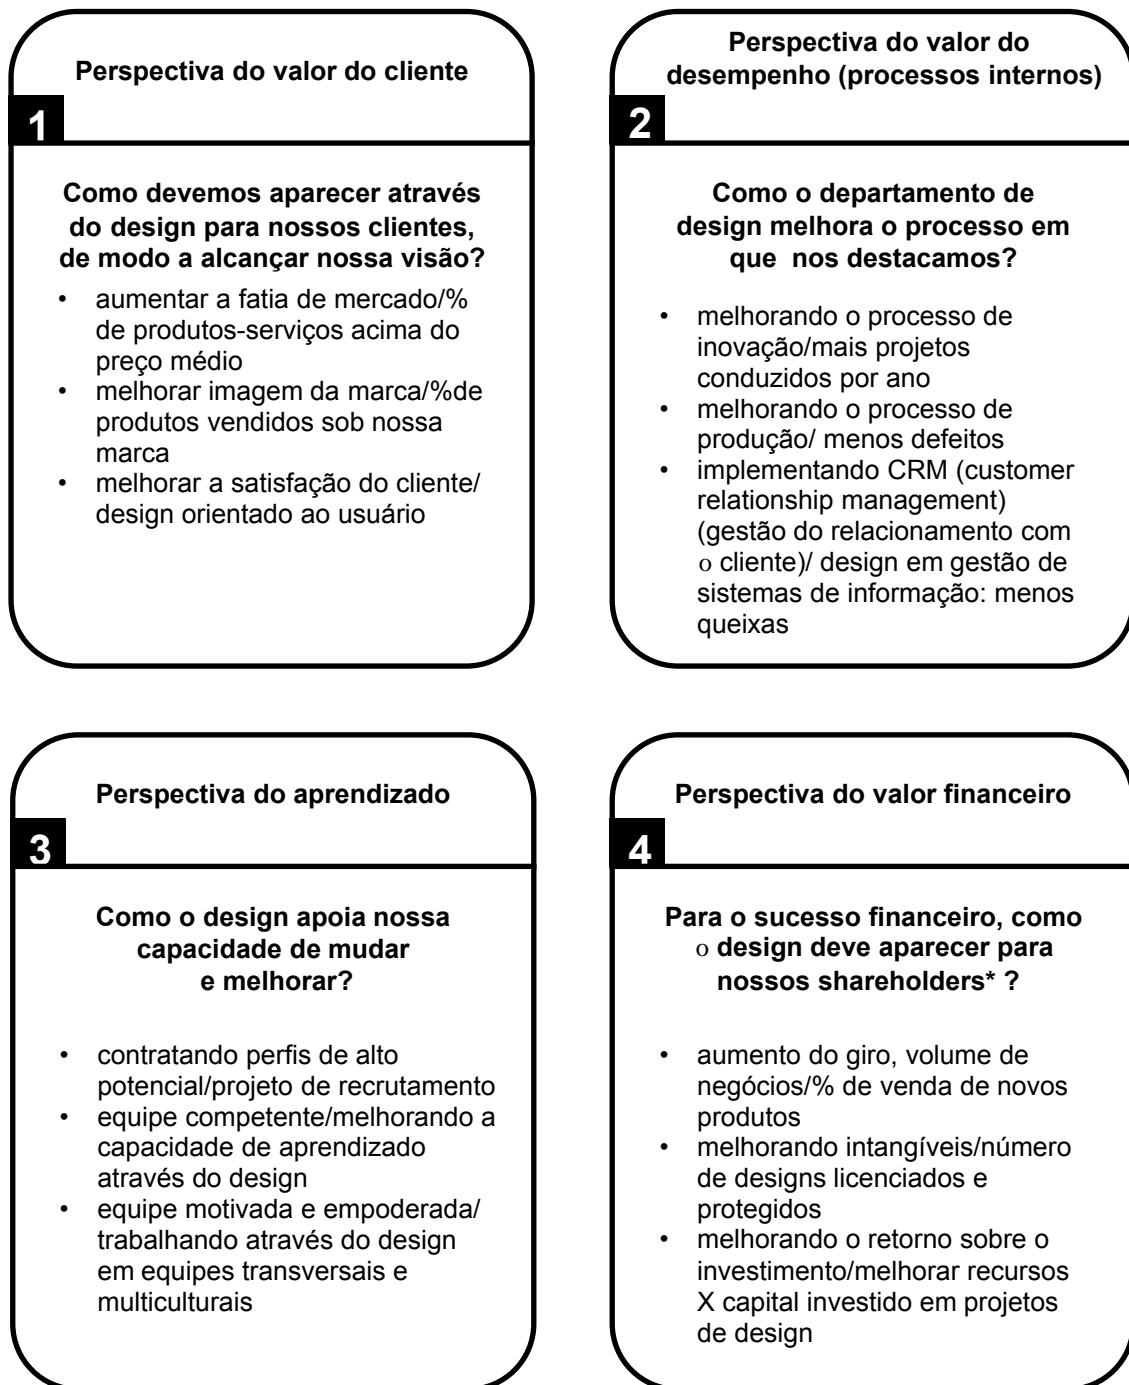 Perspectiva do valor do cliente
1
Como devemos aparecer através
do design para nossos clientes,
de modo a alcançar nossa visão?
• aumentar a fatia de mercado/%
de produtos-serviços acima do
preço médio
• melhorar imagem da marca/%de
produtos vendidos sob nossa
marca
• melhorar a satisfação do cliente/
design orientado ao usuário
Perspectiva do valor do
desempenho (processos internos)
2
Como o departamento de
design melhora o processo em
que nos destacamos?
• melhorando o processo de
inovação/mais projetos
conduzidos por ano
• melhorando o processo de
produção/ menos defeitos
• implementando CRM (customer
relationship management)
(gestão do relacionamento com
o cliente)/ design em gestão de
sistemas de informação: menos
queixas
Perspectiva do aprendizado
3
Como o design apoia nossa
capacidade de mudar
e melhorar?
• contratando perfis de alto
potencial/projeto de recrutamento
• equipe competente/melhorando a
capacidade de aprendizado
através do design
• equipe motivada e empoderada/
trabalhando através do design
em equipes transversais e
multiculturais
Perspectiva do valor financeiro
4
Para o sucesso financeiro, como
o design deve aparecer para
nossos shareholders* ?
• aumento do giro, volume de
negócios/% de venda de novos
produtos
• melhorando intangíveis/número
de designs licenciados e
protegidos
• melhorando o retorno sobre o
investimento/melhorar recursos
X capital investido em projetos
de design